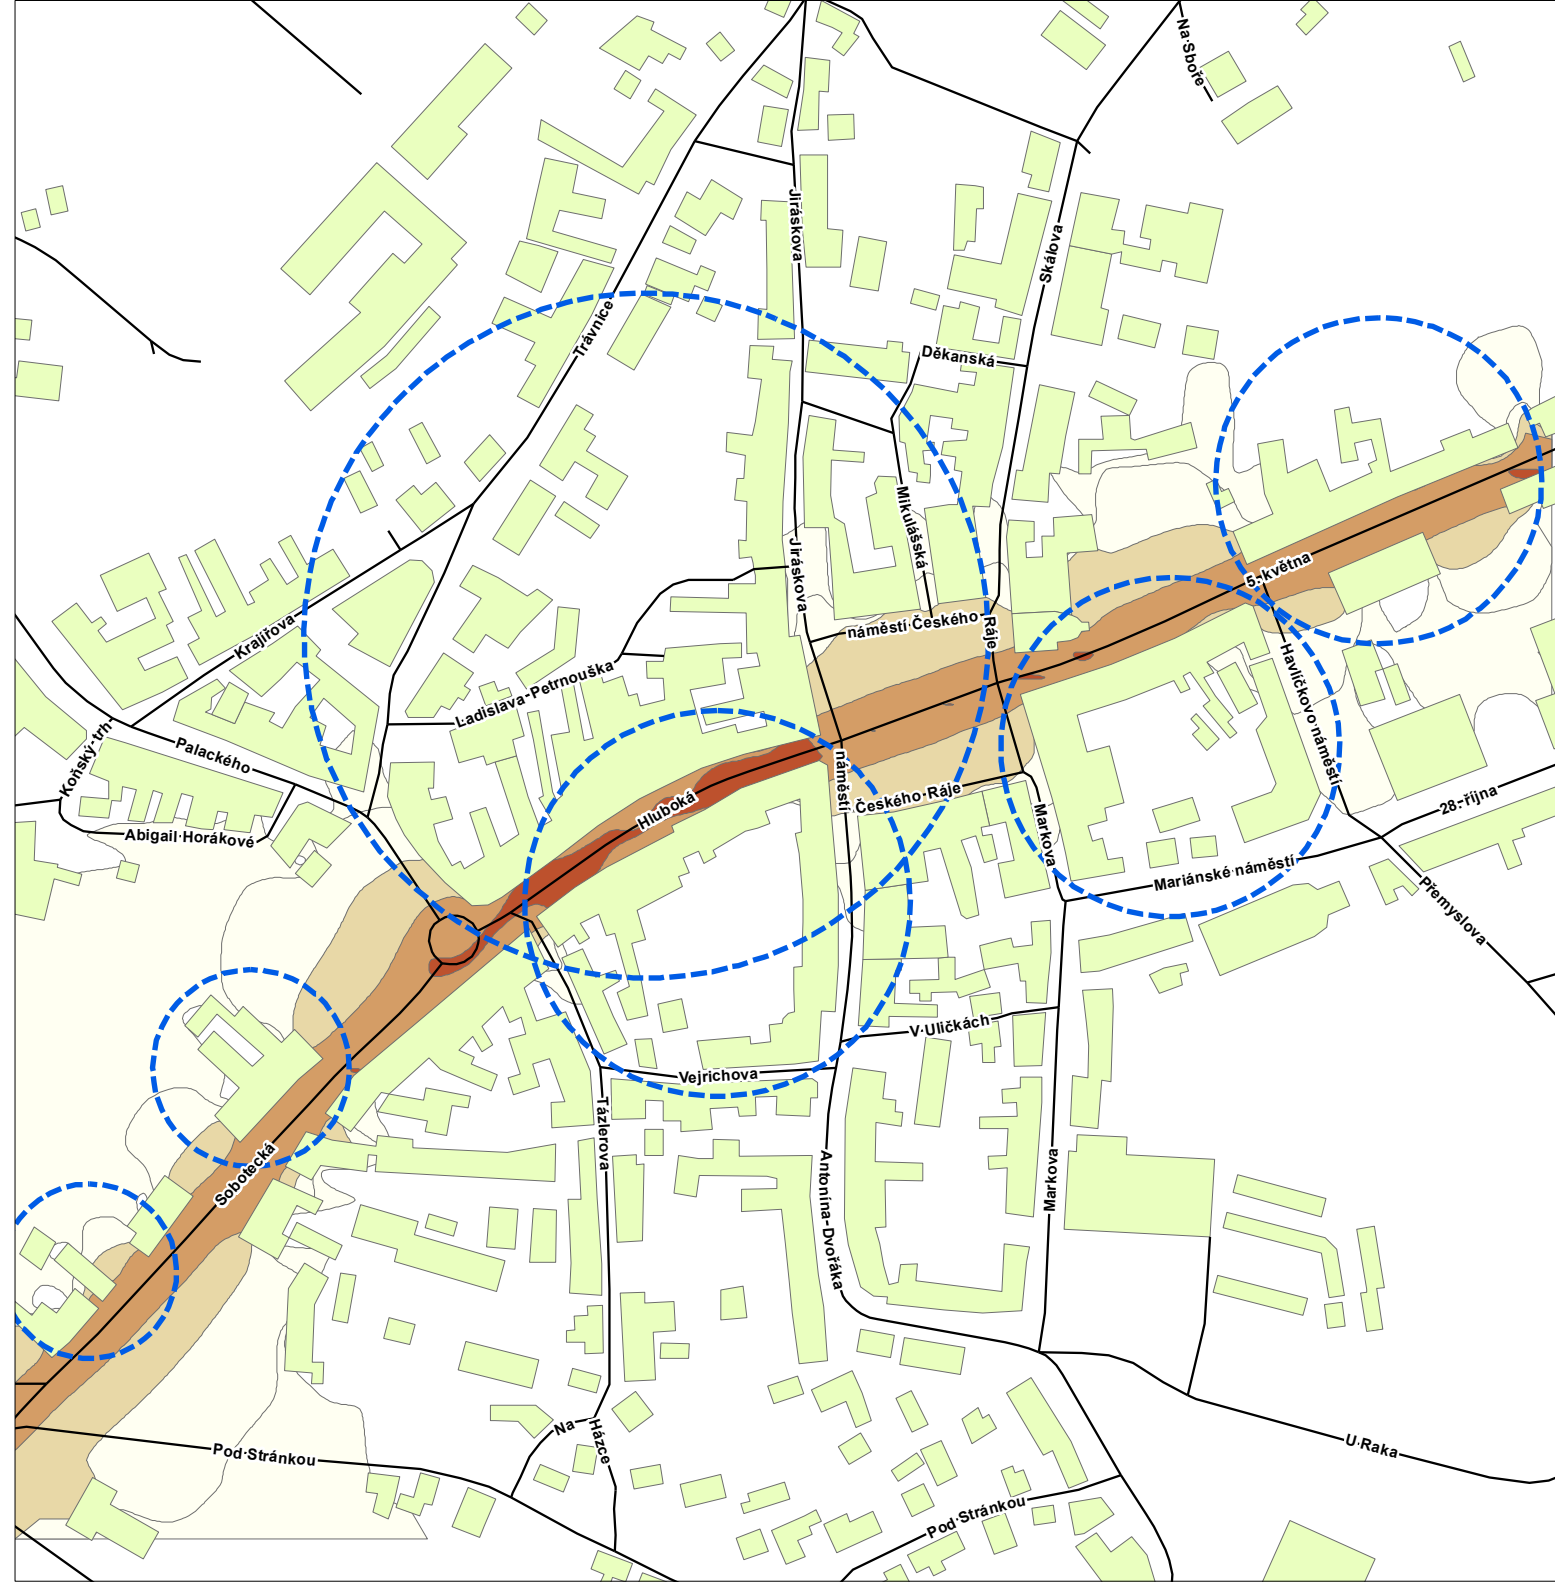 Na Sboře
Jiráskova
Skálova
Trávnice
Děkanská
Mikulášská
Jiráskova
5. května
náměstí Českého
Ráje
Krajířova
Ladislava Petrnouška
Havlíčkovo náměstí
Koňský trh
Palackého
náměstí
Českého Ráje
Hluboká
28. října
Markova
Abigail Horákové
Mariánské náměstí
Přemyslova
V Uličkách
Vejrichova
Tázlerova
Sobotecká
Antonína Dvořáka
Markova
Na
Házce
Pod Stránkou
U Raka
Pod Stránkou